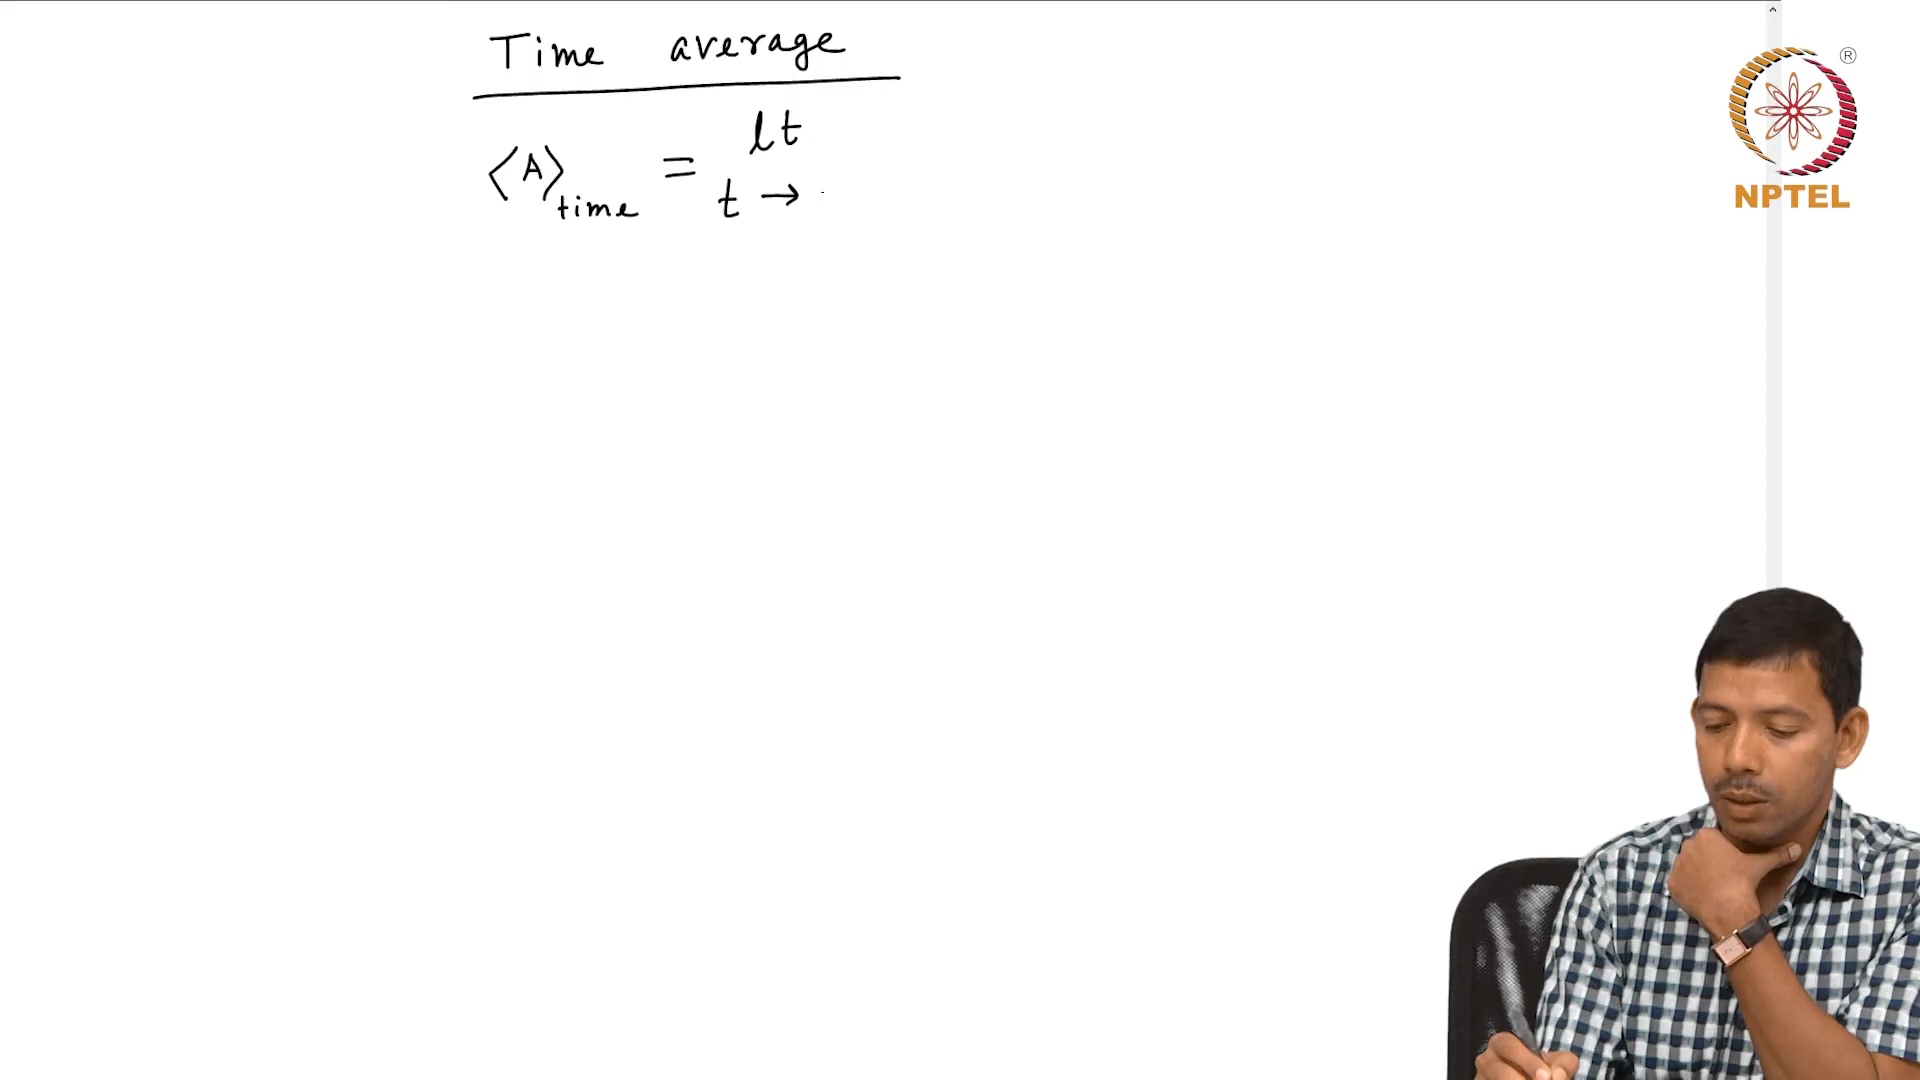 Time average
⟨A⟩time = lt
t →
®
NPTEL